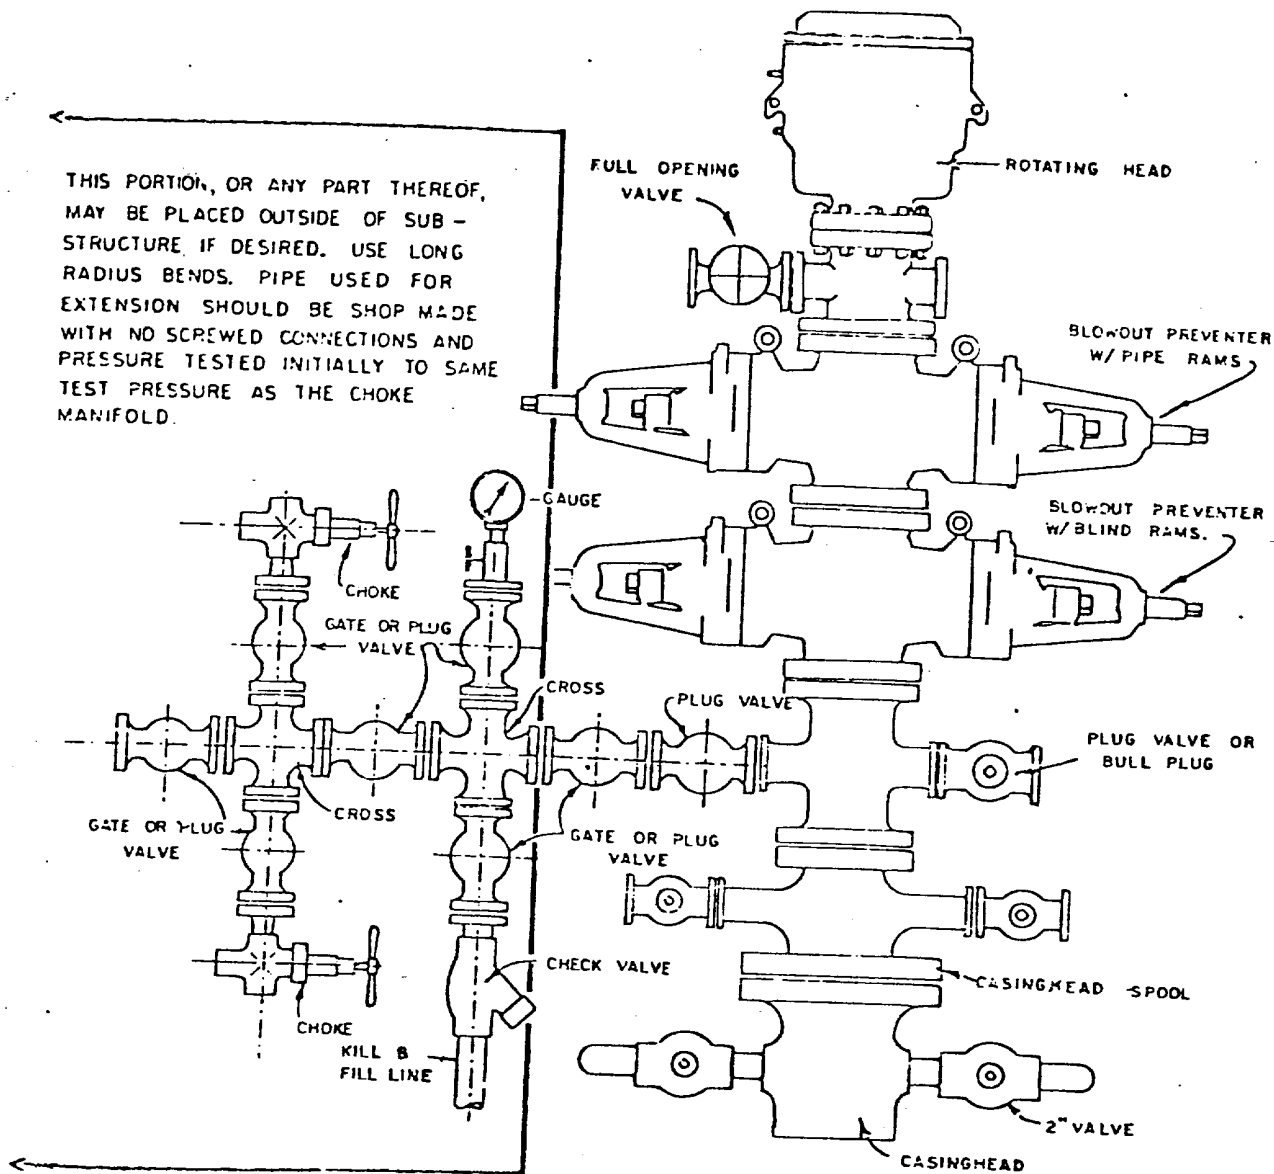 THIS PORTION, OR ANY PART THEREOF,
MAY BE PLACED OUTSIDE OF SUB-
STRUCTURE IF DESIRED. USE LONG
RADIUS BENDS. PIPE USED FOR
EXTENSION SHOULD BE SHOP MADE
WITH NO SCREWED CONNECTIONS AND
PRESSURE TESTED INITIALLY TO SAME
TEST PRESSURE AS THE CHOKE
MANIFOLD.
FULL OPENING
VALVE
ROTATING HEAD
BLOWOUT PREVENTER
W/ PIPE RAMS
BLOWOUT PREVENTER
W/ BLIND RAMS.
GAUGE
CHOKE
GATE OR PLUG
VALVE
CROSS
PLUG VALVE
PLUG VALVE OR
BULL PLUG
GATE OR PLUG
VALVE
CROSS
GATE OR PLUG
VALVE
CHECK VALVE
CASINGHEAD SPOOL
CHOKE
KILL &
FILL LINE
2" VALVE
CASINGHEAD